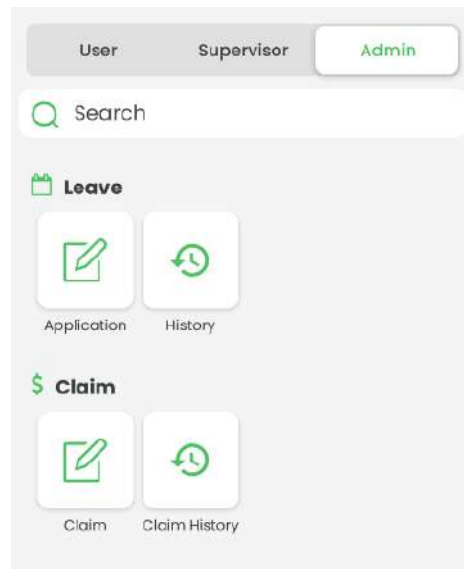 User Supervisor Admin
Search
Leave
Application History
$ Claim
Claim Claim History